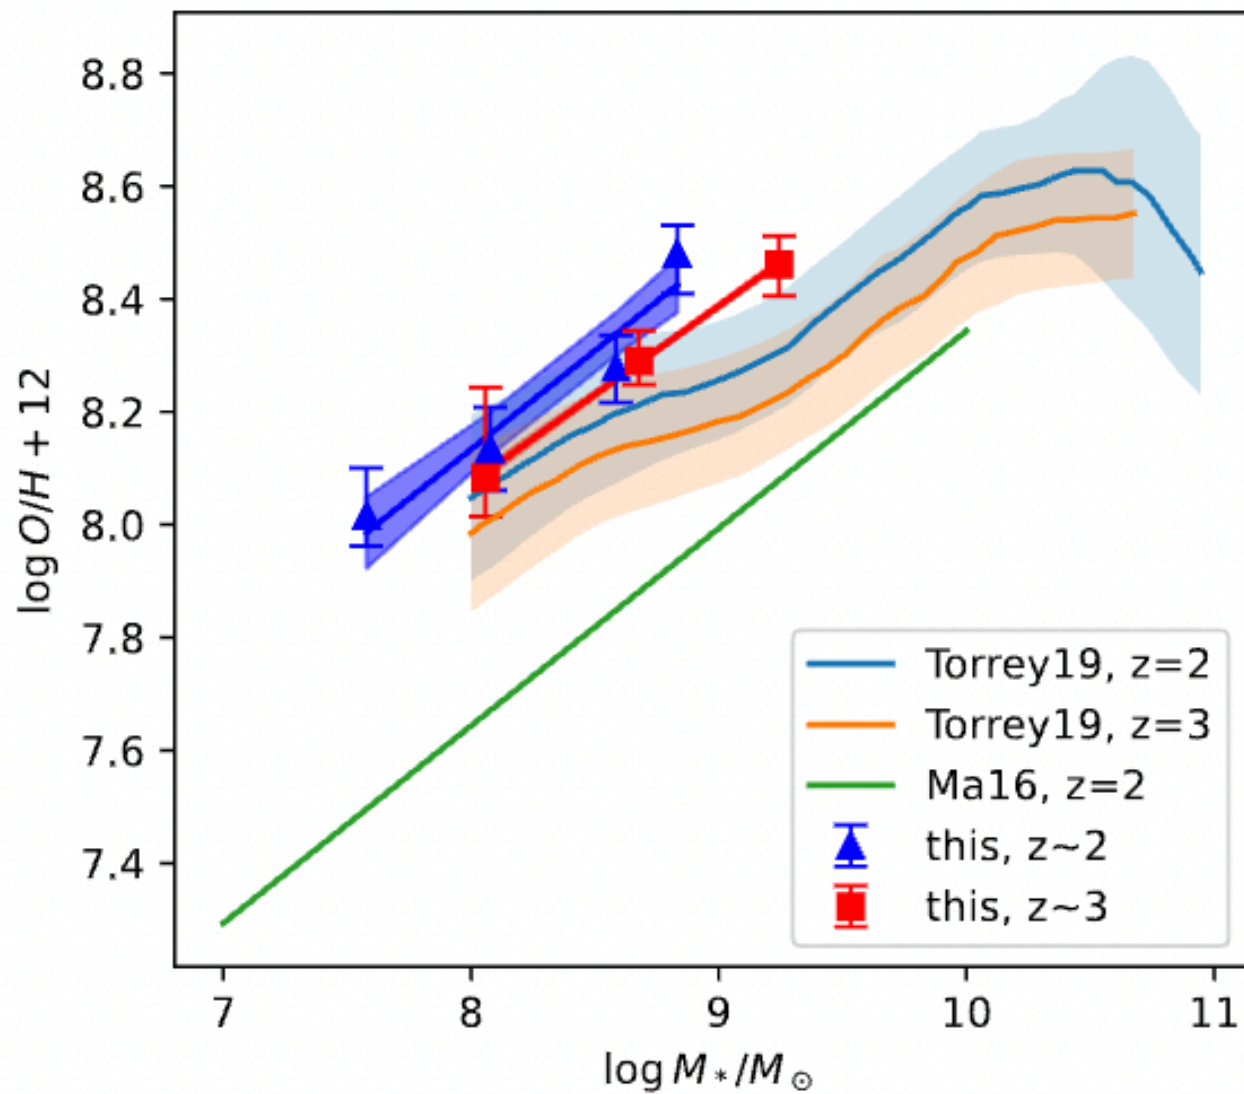 8.8
8.6
8.4
8.2
8.0
7.8
7.6
7.4
log O/H + 12
Torrey19, z=2
Torrey19, z=3
Ma16, z=2
this, z~2
this, z~3
7 8 9 10 11
log M*/M⊙